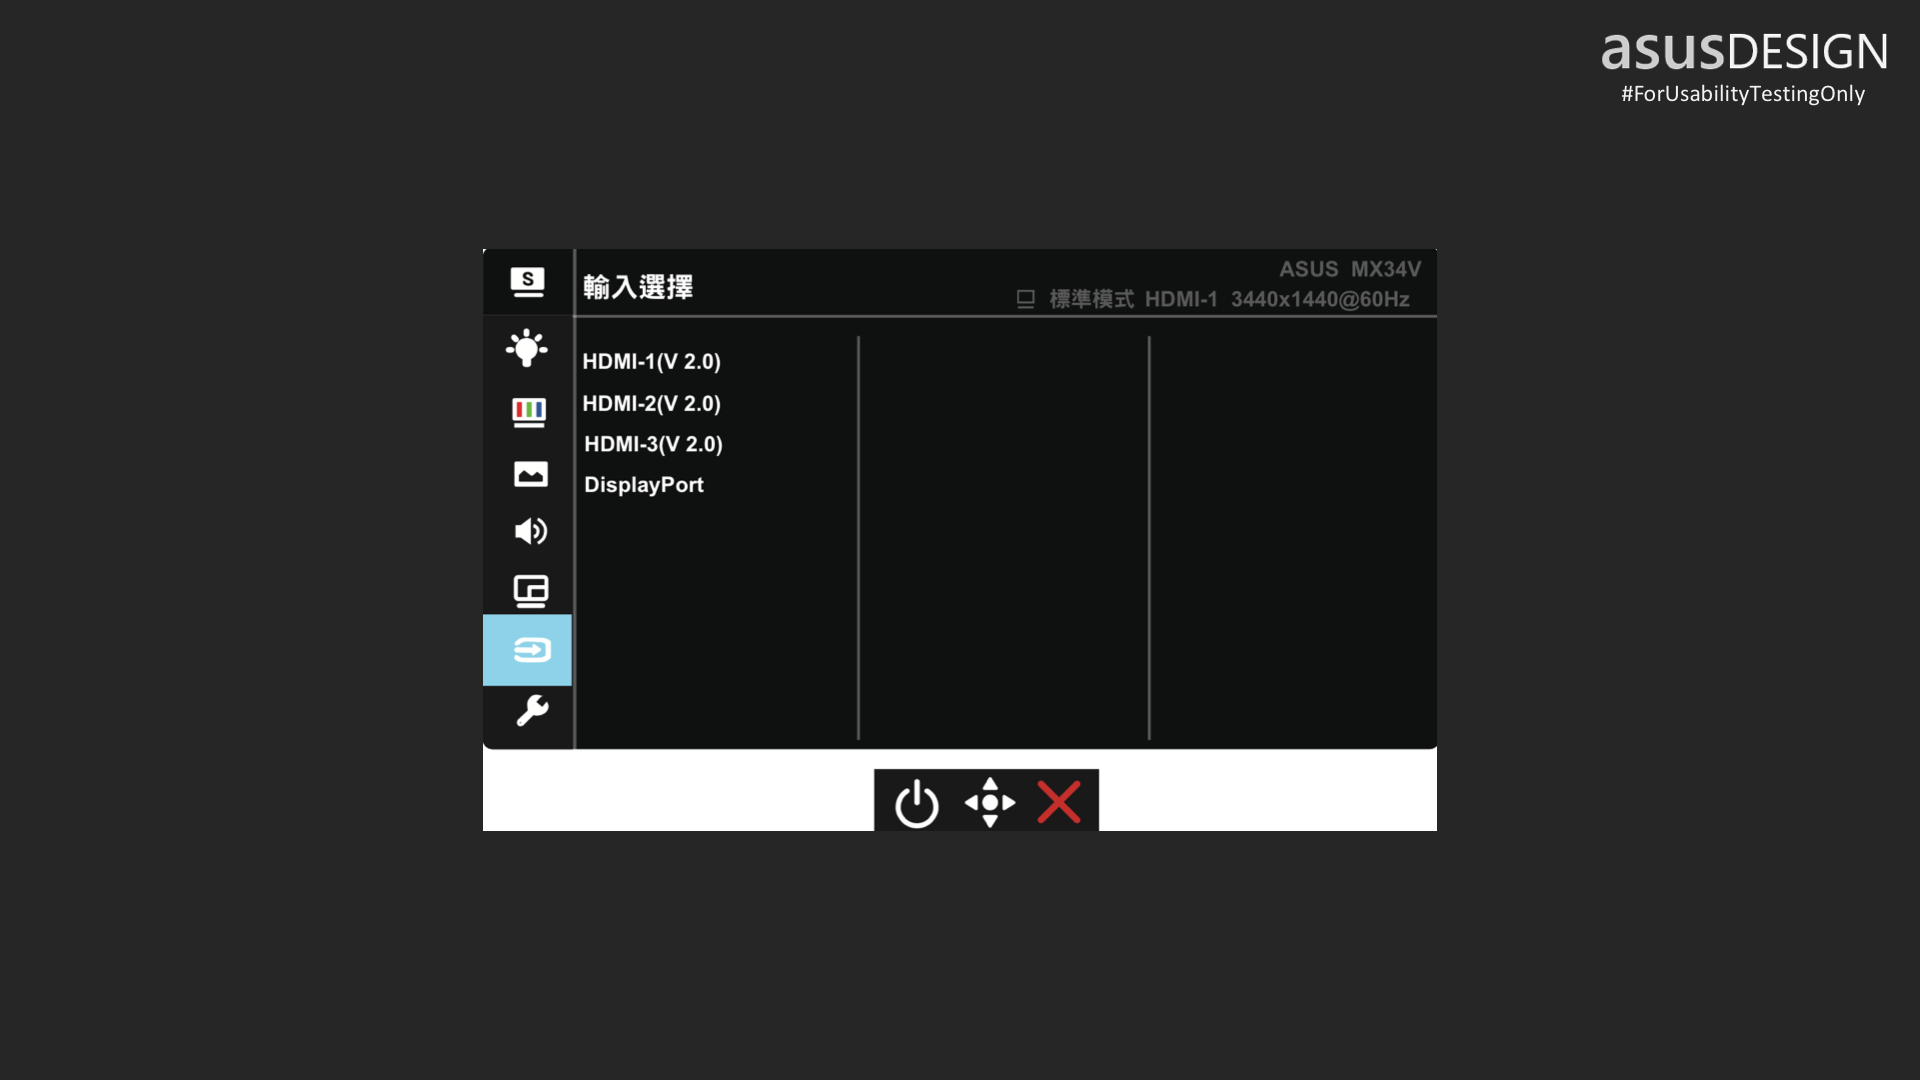 asusDESIGN
#ForUsabilityTestingOnly
S
輸入選擇
ASUS MX34V
標準模式 HDMI-1 3440x1440@60Hz
HDMI-1(V 2.0)
HDMI-2(V 2.0)
HDMI-3(V 2.0)
DisplayPort